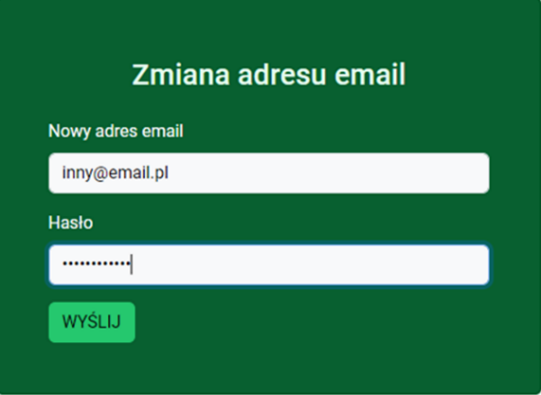 Zmiana adresu email
Nowy adres email
inny@email.pl
Hasło
••••••••••••
WYŚLIJ